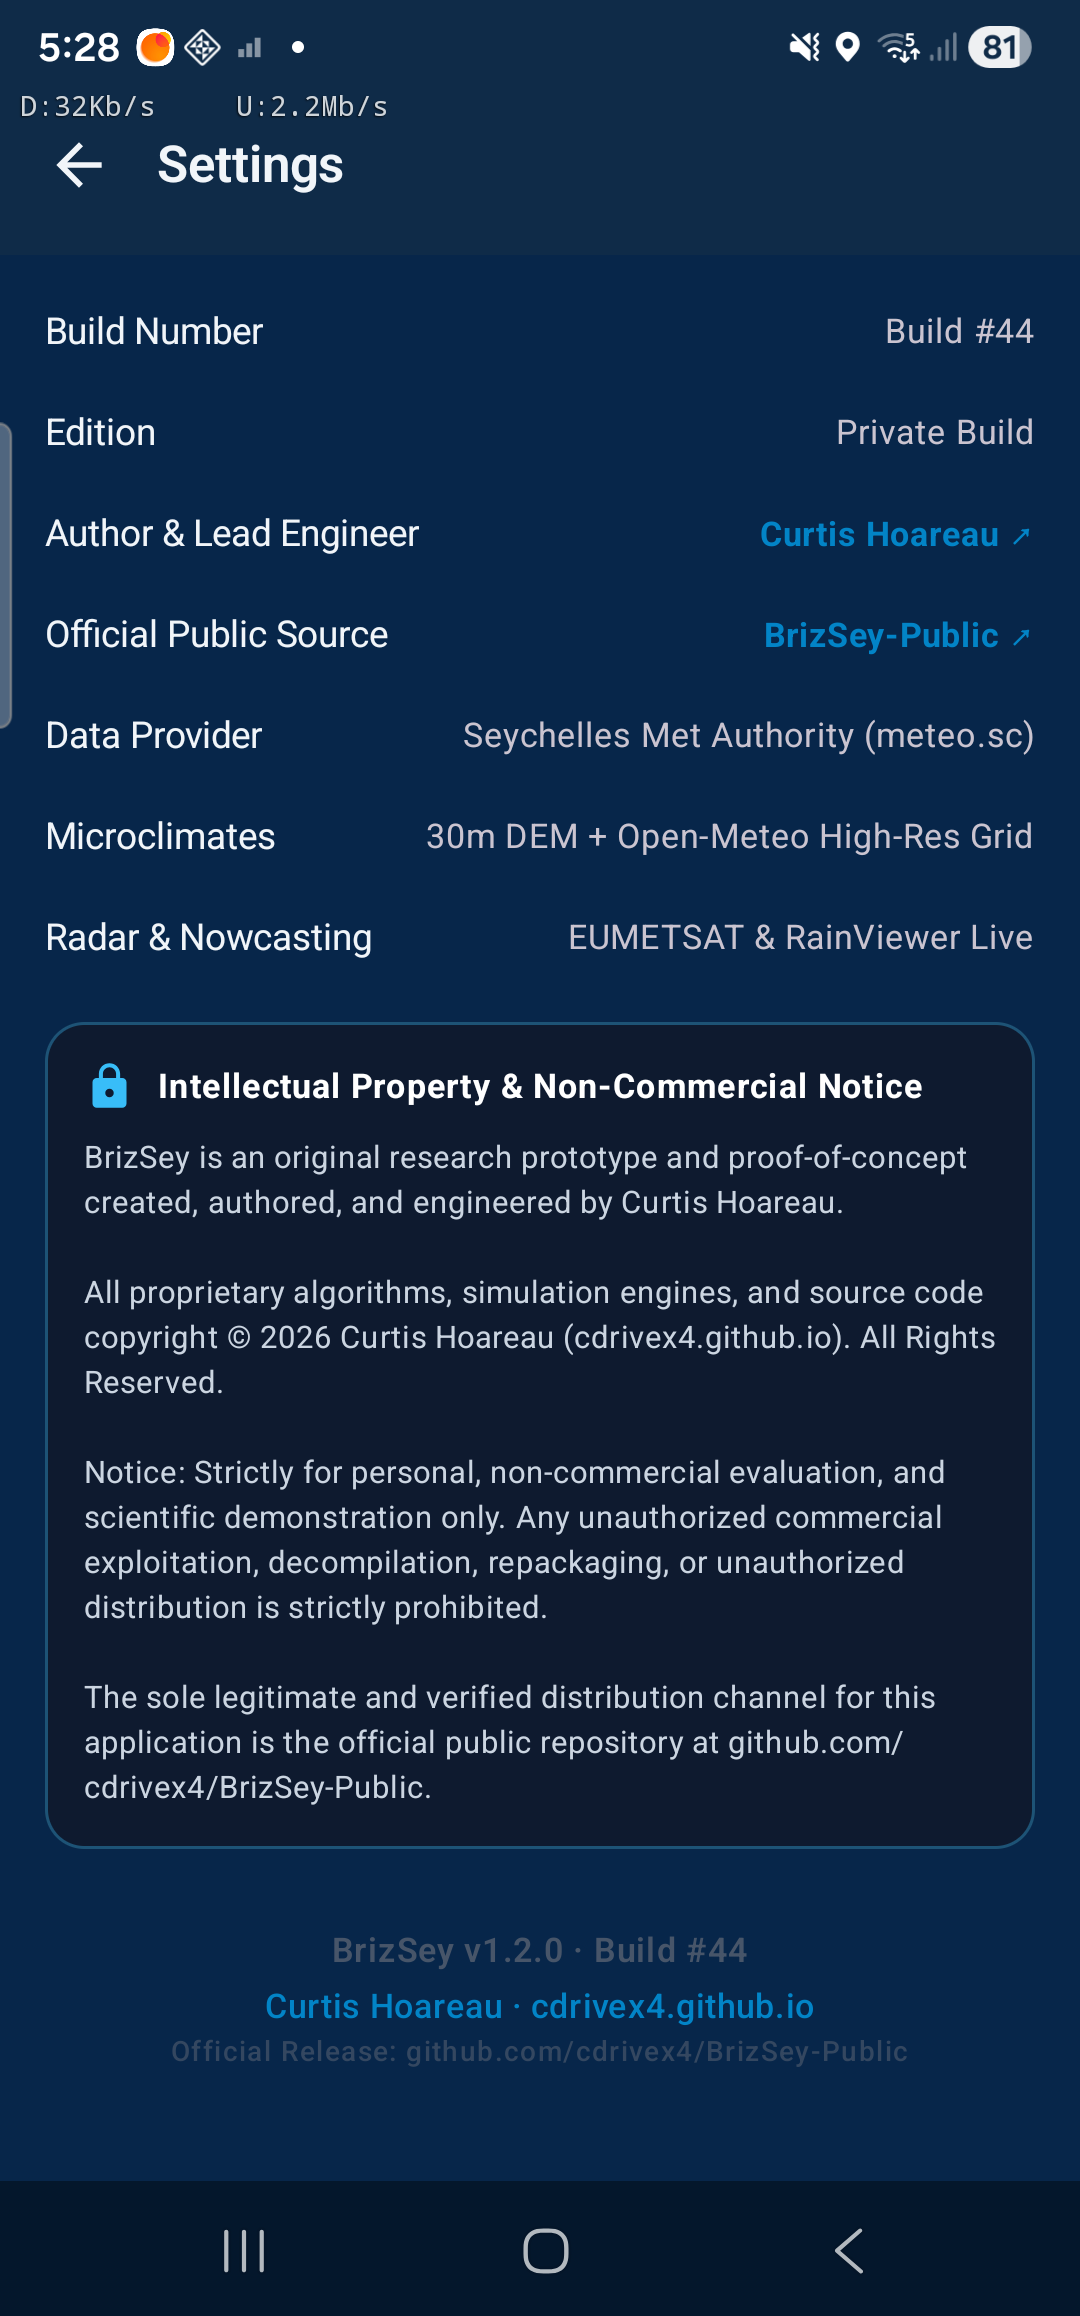 5:28
5
81
D:32Kb/s U:2.2Mb/s
Settings
Build Number Build #44
Edition Private Build
Author & Lead Engineer Curtis Hoareau ↗
Official Public Source BrizSey-Public ↗
Data Provider Seychelles Met Authority (meteo.sc)
Microclimates 30m DEM + Open-Meteo High-Res Grid
Radar & Nowcasting EUMETSAT & RainViewer Live
Intellectual Property & Non-Commercial Notice
BrizSey is an original research prototype and proof-of-concept
created, authored, and engineered by Curtis Hoareau.
All proprietary algorithms, simulation engines, and source code
copyright © 2026 Curtis Hoareau (cdrivex4.github.io). All Rights
Reserved.
Notice: Strictly for personal, non-commercial evaluation, and
scientific demonstration only. Any unauthorized commercial
exploitation, decompilation, repackaging, or unauthorized
distribution is strictly prohibited.
The sole legitimate and verified distribution channel for this
application is the official public repository at github.com/
cdrivex4/BrizSey-Public.
BrizSey v1.2.0 · Build #44
Curtis Hoareau · cdrivex4.github.io
Official Release: github.com/cdrivex4/BrizSey-Public